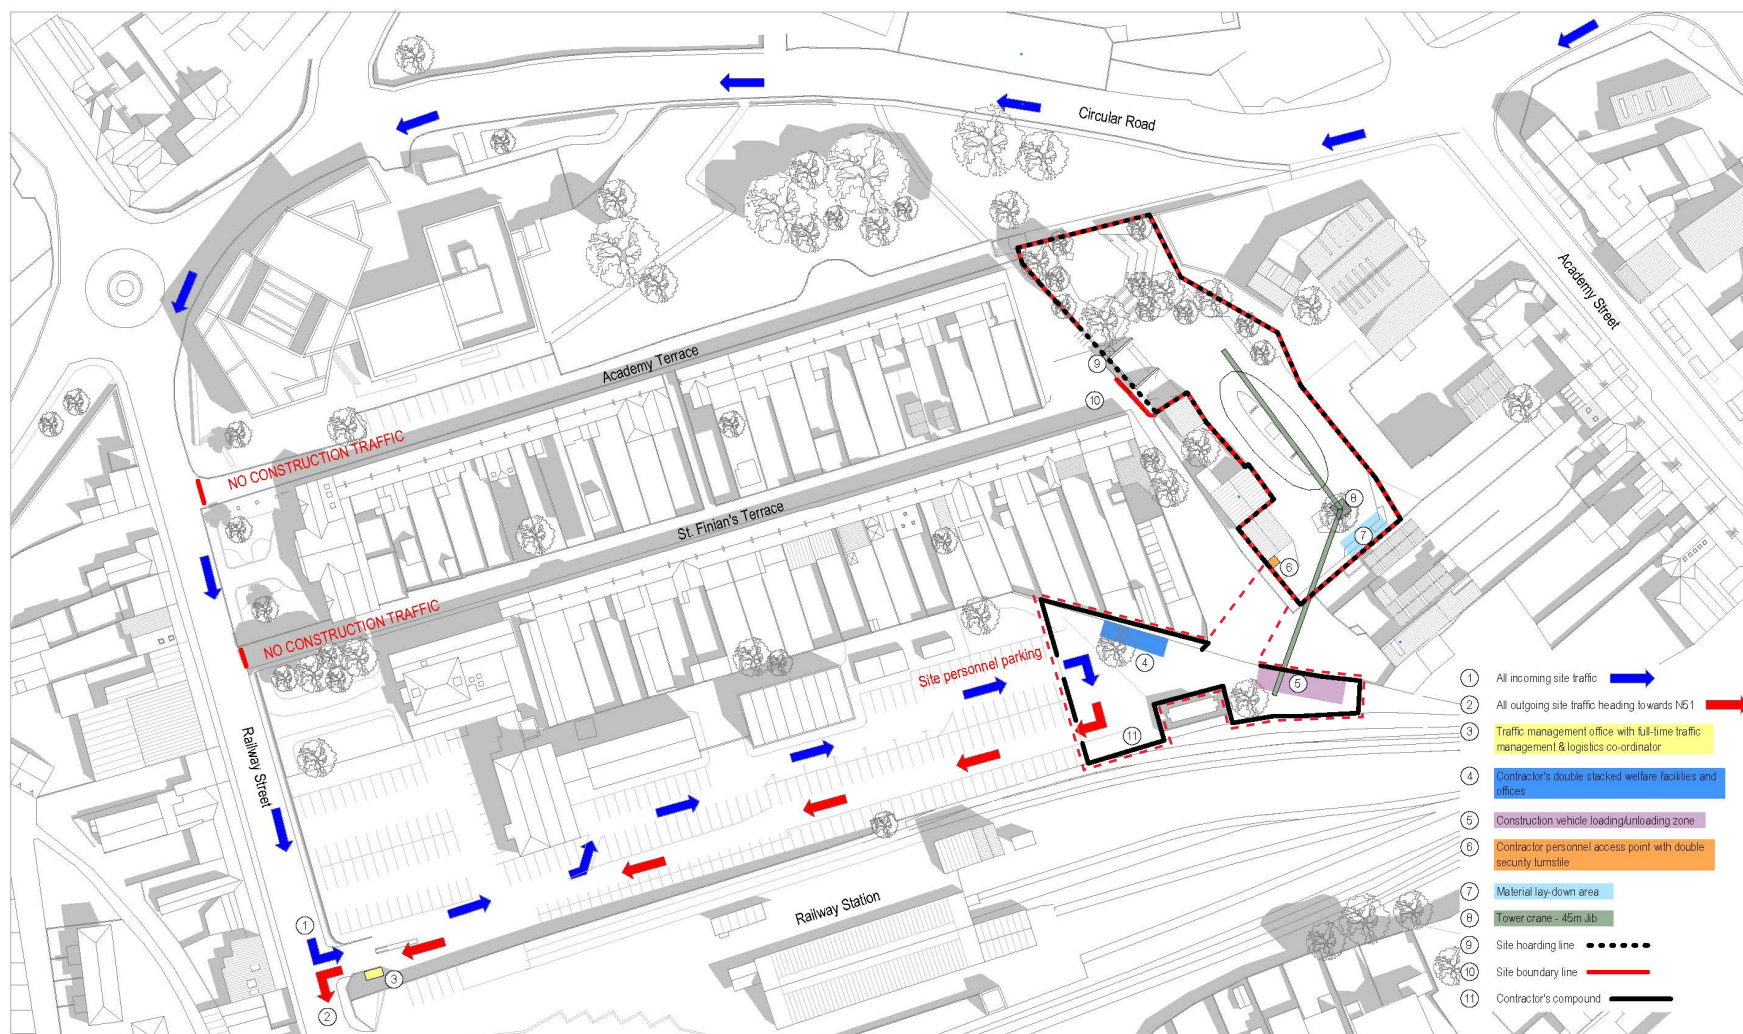 Circular Road
Academy Street
Academy Terrace
9
10
NO CONSTRUCTION TRAFFIC
St. Finian's Terrace
8
7
6
NO CONSTRUCTION TRAFFIC
Site personnel parking
4
5
11
Railway Street
Railway Station
1
3
2
1 All incoming site traffic
2 All outgoing site traffic heading towards N51
3 Traffic management office with full-time traffic
management & logistics co-ordinator
4 Contractor's double stacked welfare facilities and
offices
5 Construction vehicle loading/unloading zone
6 Contractor personnel access point with double
security turnstile
7 Material lay-down area
8 Tower crane - 45m Jib
9 Site hoarding line
10 Site boundary line
11 Contractor's compound